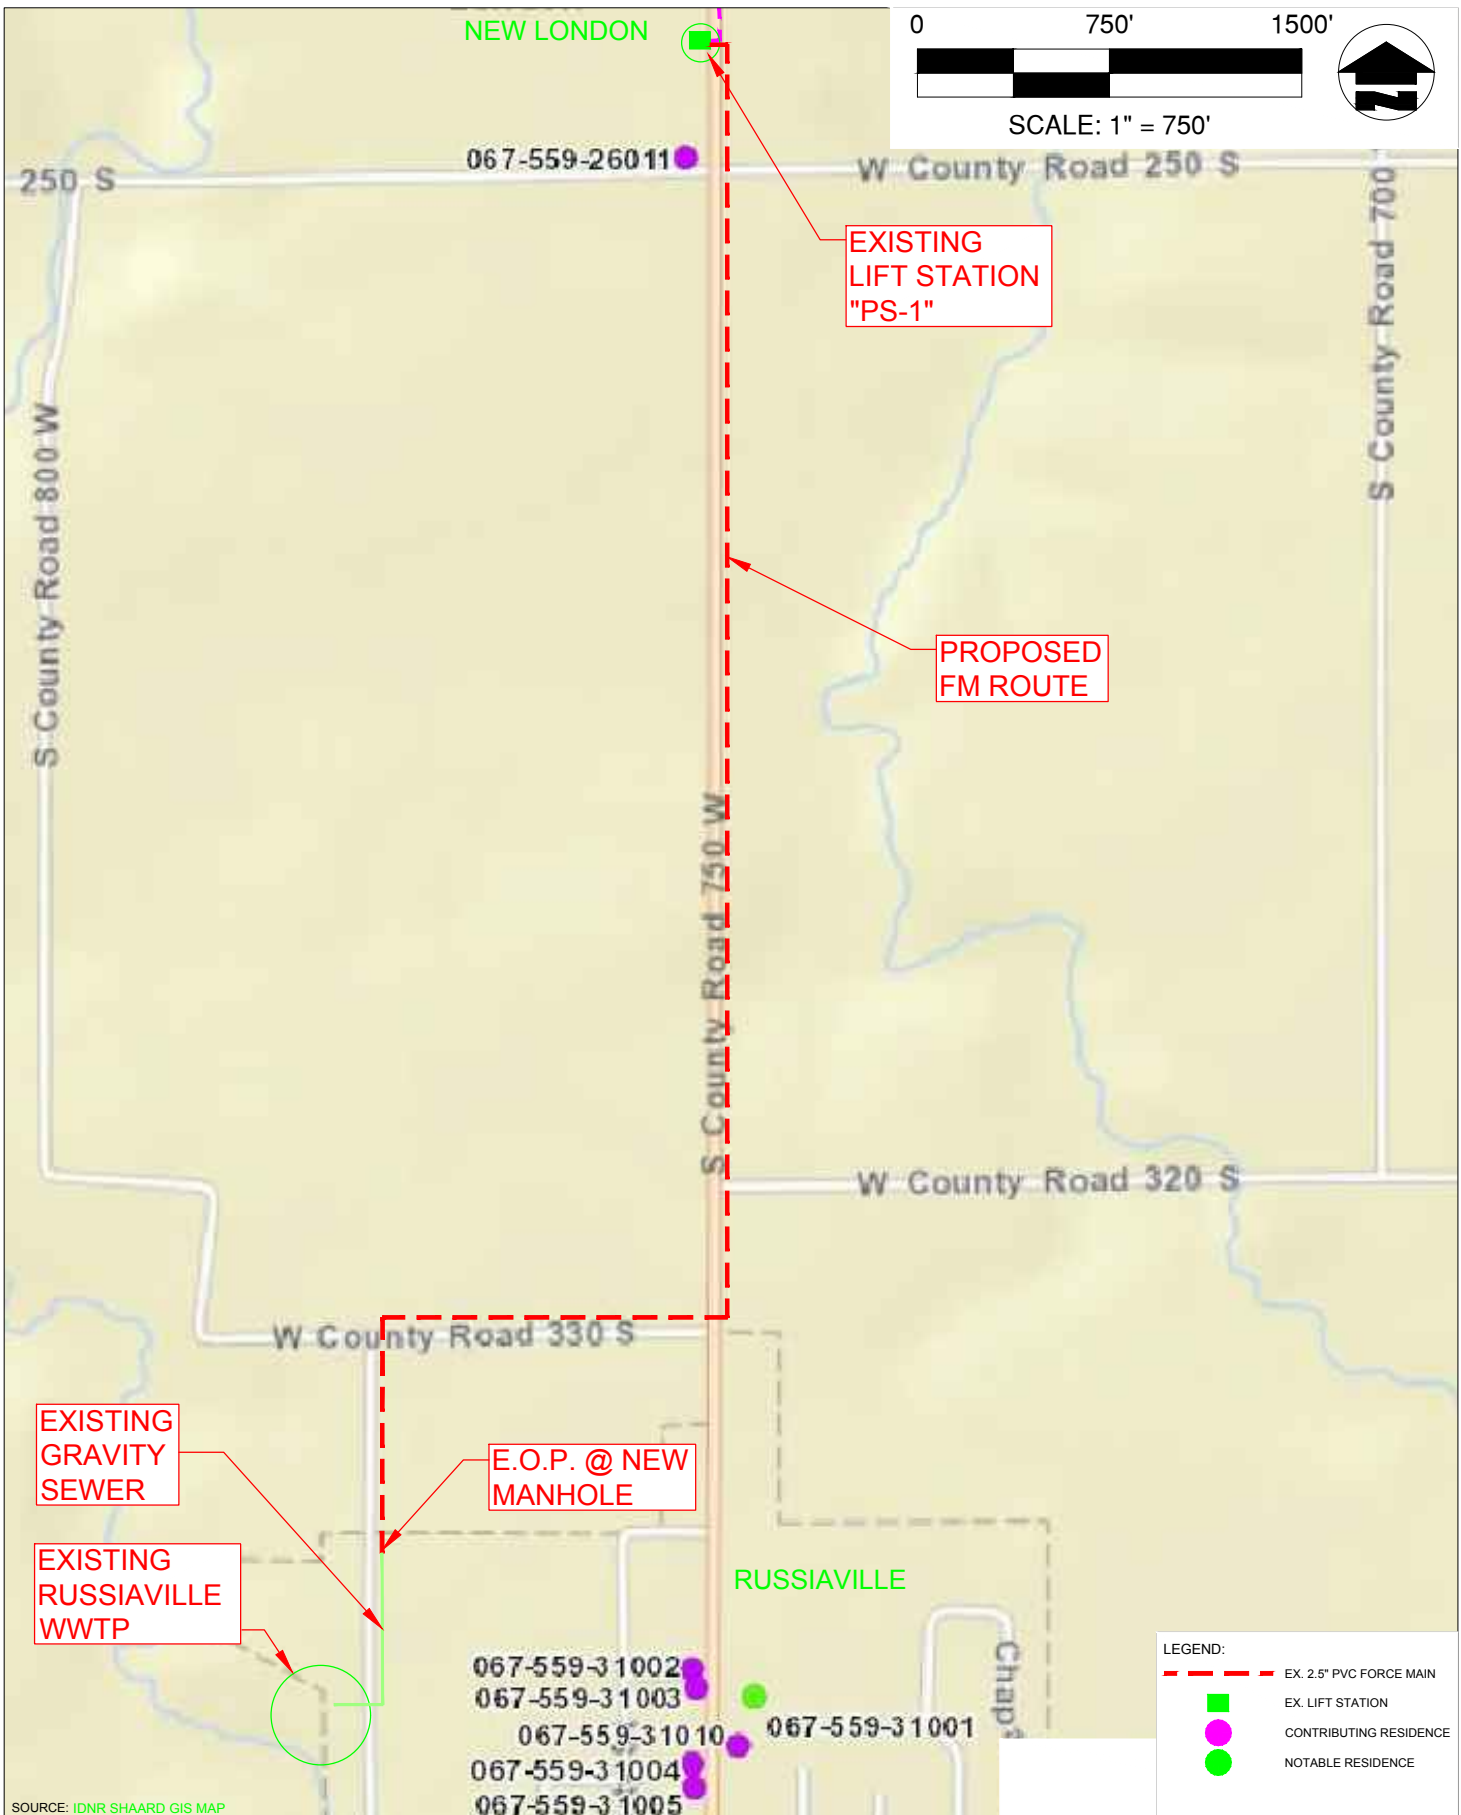 NEW LONDON
0 750' 1500'
SCALE: 1" = 750'
N
067-559-26011
250 S
W County Road 250 S
S County Road 700
EXISTING
LIFT STATION
"PS-1"
S County Road 800 W
PROPOSED
FM ROUTE
S County Road 750 W
W County Road 320 S
W County Road 330 S
EXISTING
GRAVITY
SEWER
E.O.P. @ NEW
MANHOLE
EXISTING
RUSSIAVILLE
WWTP
RUSSIAVILLE
067-559-31002
067-559-31003
067-559-31010
067-559-31001
067-559-31004
067-559-31005
LEGEND:
EX. 2.5" PVC FORCE MAIN
EX. LIFT STATION
CONTRIBUTING RESIDENCE
NOTABLE RESIDENCE
SOURCE: IDNR SHAARD GIS MAP